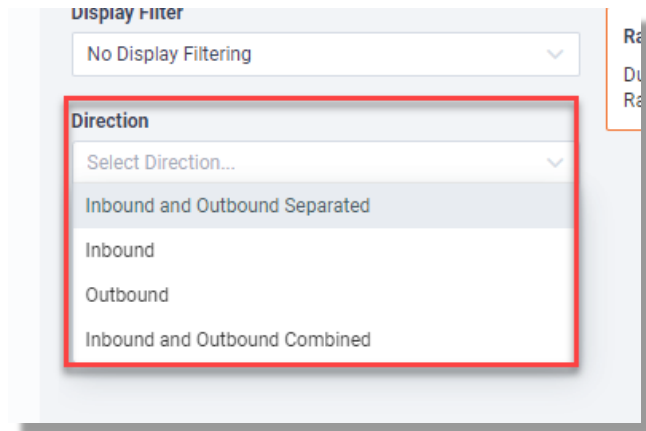 Display Filter
No Display Filtering
Direction
Select Direction...
Inbound and Outbound Separated
Inbound
Outbound
Inbound and Outbound Combined